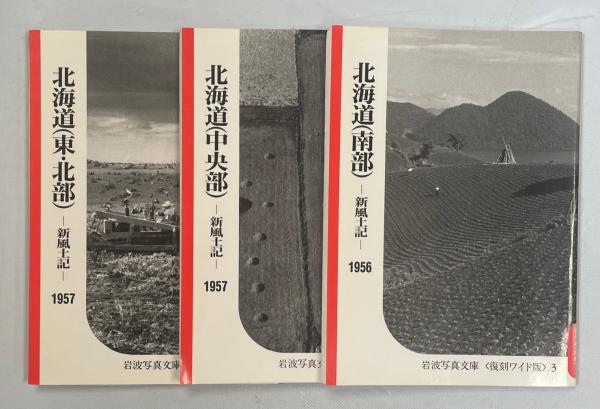 北海道(東・北部)
―新風土記―
1957
岩波写真文庫
北海道(中央部)
―新風土記―
1957
岩波写真文
北海道(南部)
―新風土記―
1956
岩波写真文庫〈復刻ワイド版〉3